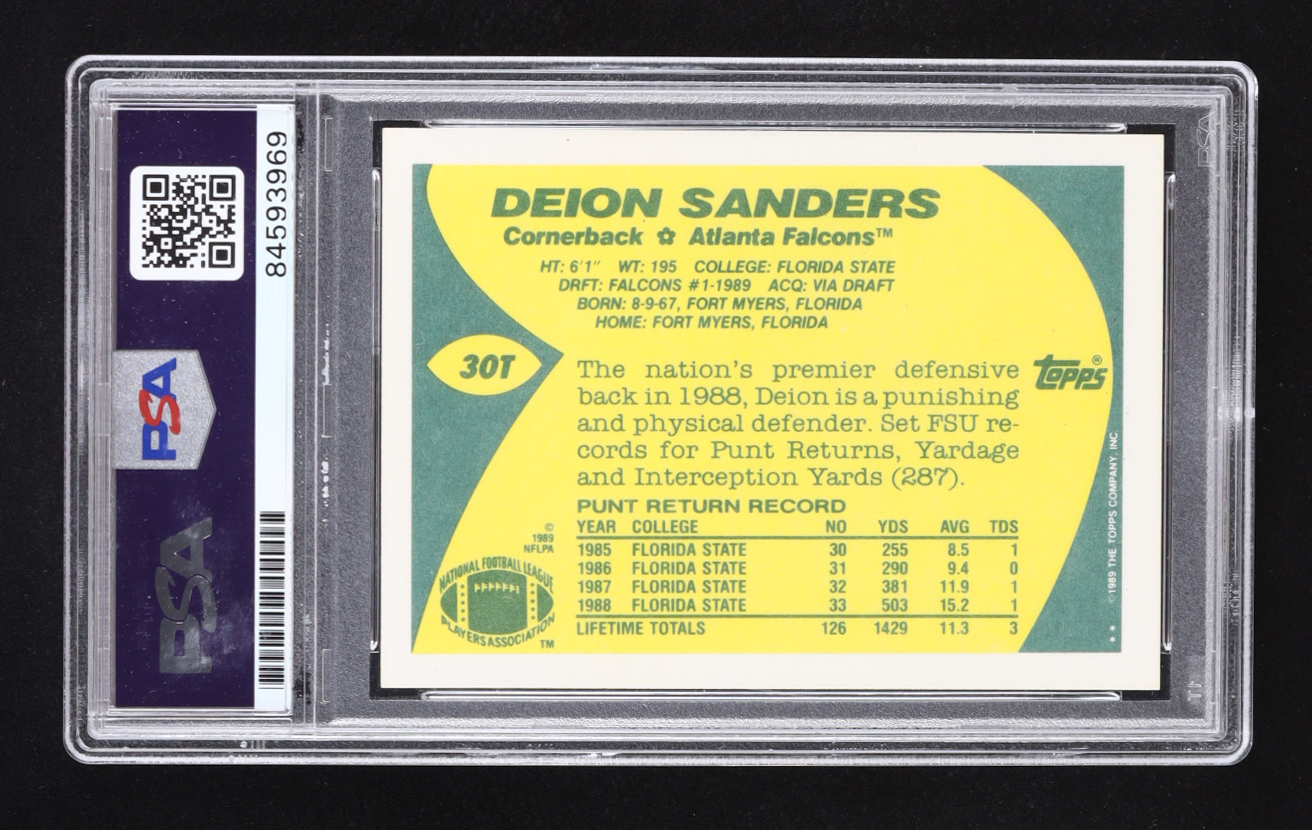 PSA
PSA
84593969
DEION SANDERS
Cornerback ✿ Atlanta Falcons™
HT: 6'1" WT: 195 COLLEGE: FLORIDA STATE
DRFT: FALCONS #1-1989 ACQ: VIA DRAFT
BORN: 8-9-67, FORT MYERS, FLORIDA
HOME: FORT MYERS, FLORIDA
30T
topps®
The nation's premier defensive
back in 1988, Deion is a punishing
and physical defender. Set FSU re-
cords for Punt Returns, Yardage
and Interception Yards (287).
PUNT RETURN RECORD
YEAR COLLEGE NO YDS AVG TDS
1985 FLORIDA STATE 30 255 8.5 1
1986 FLORIDA STATE 31 290 9.4 0
1987 FLORIDA STATE 32 381 11.9 1
1988 FLORIDA STATE 33 503 15.2 1
LIFETIME TOTALS 126 1429 11.3 3
©
1989
NFLPA
NATIONAL FOOTBALL LEAGUE
PLAYERS ASSOCIATION
TM
©1989 THE TOPPS COMPANY, INC.
**
PSA